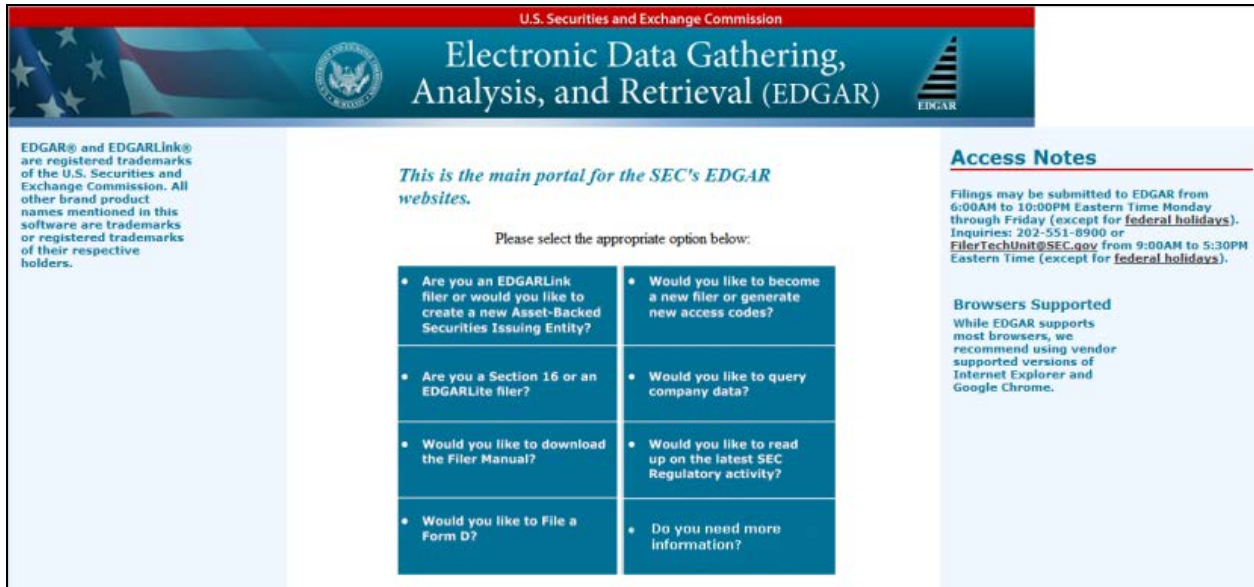 U.S. Securities and Exchange Commission
Electronic Data Gathering,
Analysis, and Retrieval (EDGAR)
EDGAR
EDGAR® and EDGARLink®
are registered trademarks
of the U.S. Securities and
Exchange Commission. All
other brand product
names mentioned in this
software are trademarks
or registered trademarks
of their respective
holders.
This is the main portal for the SEC's EDGAR
websites.
Please select the appropriate option below:
• Are you an EDGARLink
filer or would you like to
create a new Asset-Backed
Securities Issuing Entity?
• Would you like to become
a new filer or generate
new access codes?
• Are you a Section 16 or an
EDGARLite filer?
• Would you like to query
company data?
• Would you like to download
the Filer Manual?
• Would you like to read
up on the latest SEC
Regulatory activity?
• Would you like to File a
Form D?
• Do you need more
information?
Access Notes
Filings may be submitted to EDGAR from
6:00AM to 10:00PM Eastern Time Monday
through Friday (except for federal holidays).
Inquiries: 202-551-8900 or
FilerTechUnit@SEC.gov from 9:00AM to 5:30PM
Eastern Time (except for federal holidays).
Browsers Supported
While EDGAR supports
most browsers, we
recommend using vendor
supported versions of
Internet Explorer and
Google Chrome.